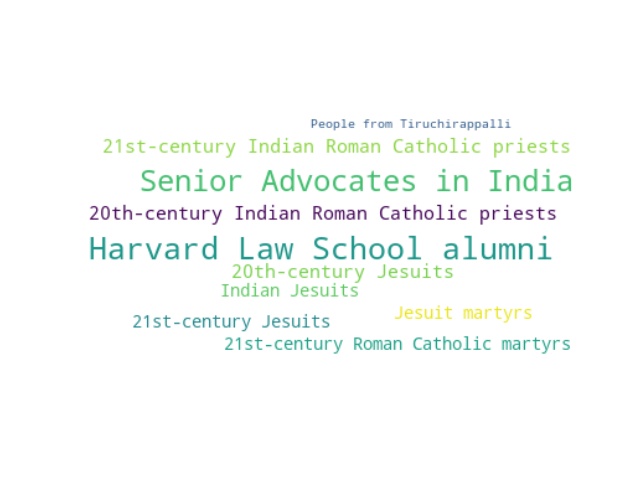 People from Tiruchirappalli
21st-century Indian Roman Catholic priests
Senior Advocates in India
20th-century Indian Roman Catholic priests
Harvard Law School alumni
20th-century Jesuits
Indian Jesuits
Jesuit martyrs
21st-century Jesuits
21st-century Roman Catholic martyrs